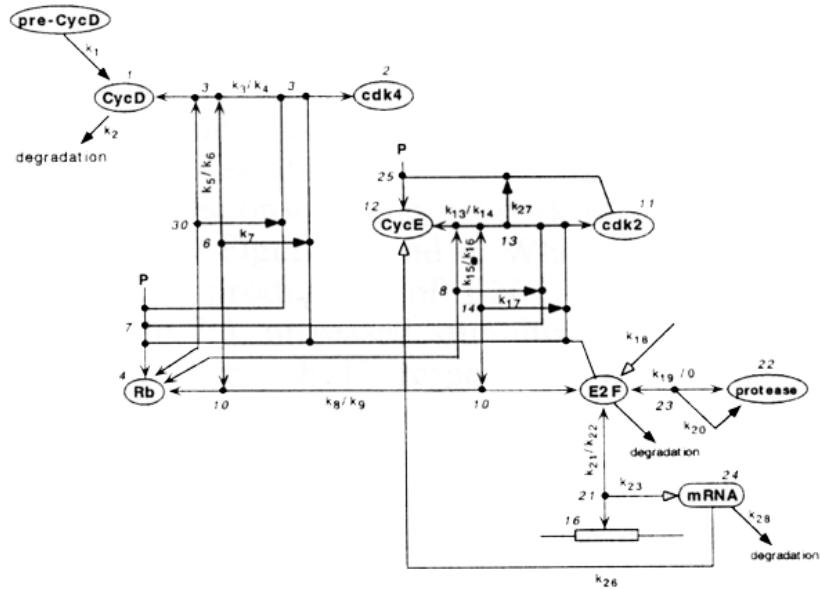 pre-CycD
k1
1
CycD
3
k3/k4
3
2
cdk4
k2
degradation
k5/k6
P
25
12
CycE
k13/k14
k27
11
cdk2
13
30
k7
6
k15/k16
8
14
k17
P
7
k18
4
Rb
10
k8/k9
10
E2F
k19/0
22
protease
23
k20
degradation
k21/k22
k23
24
mRNA
21
16
k28
degradation
k26